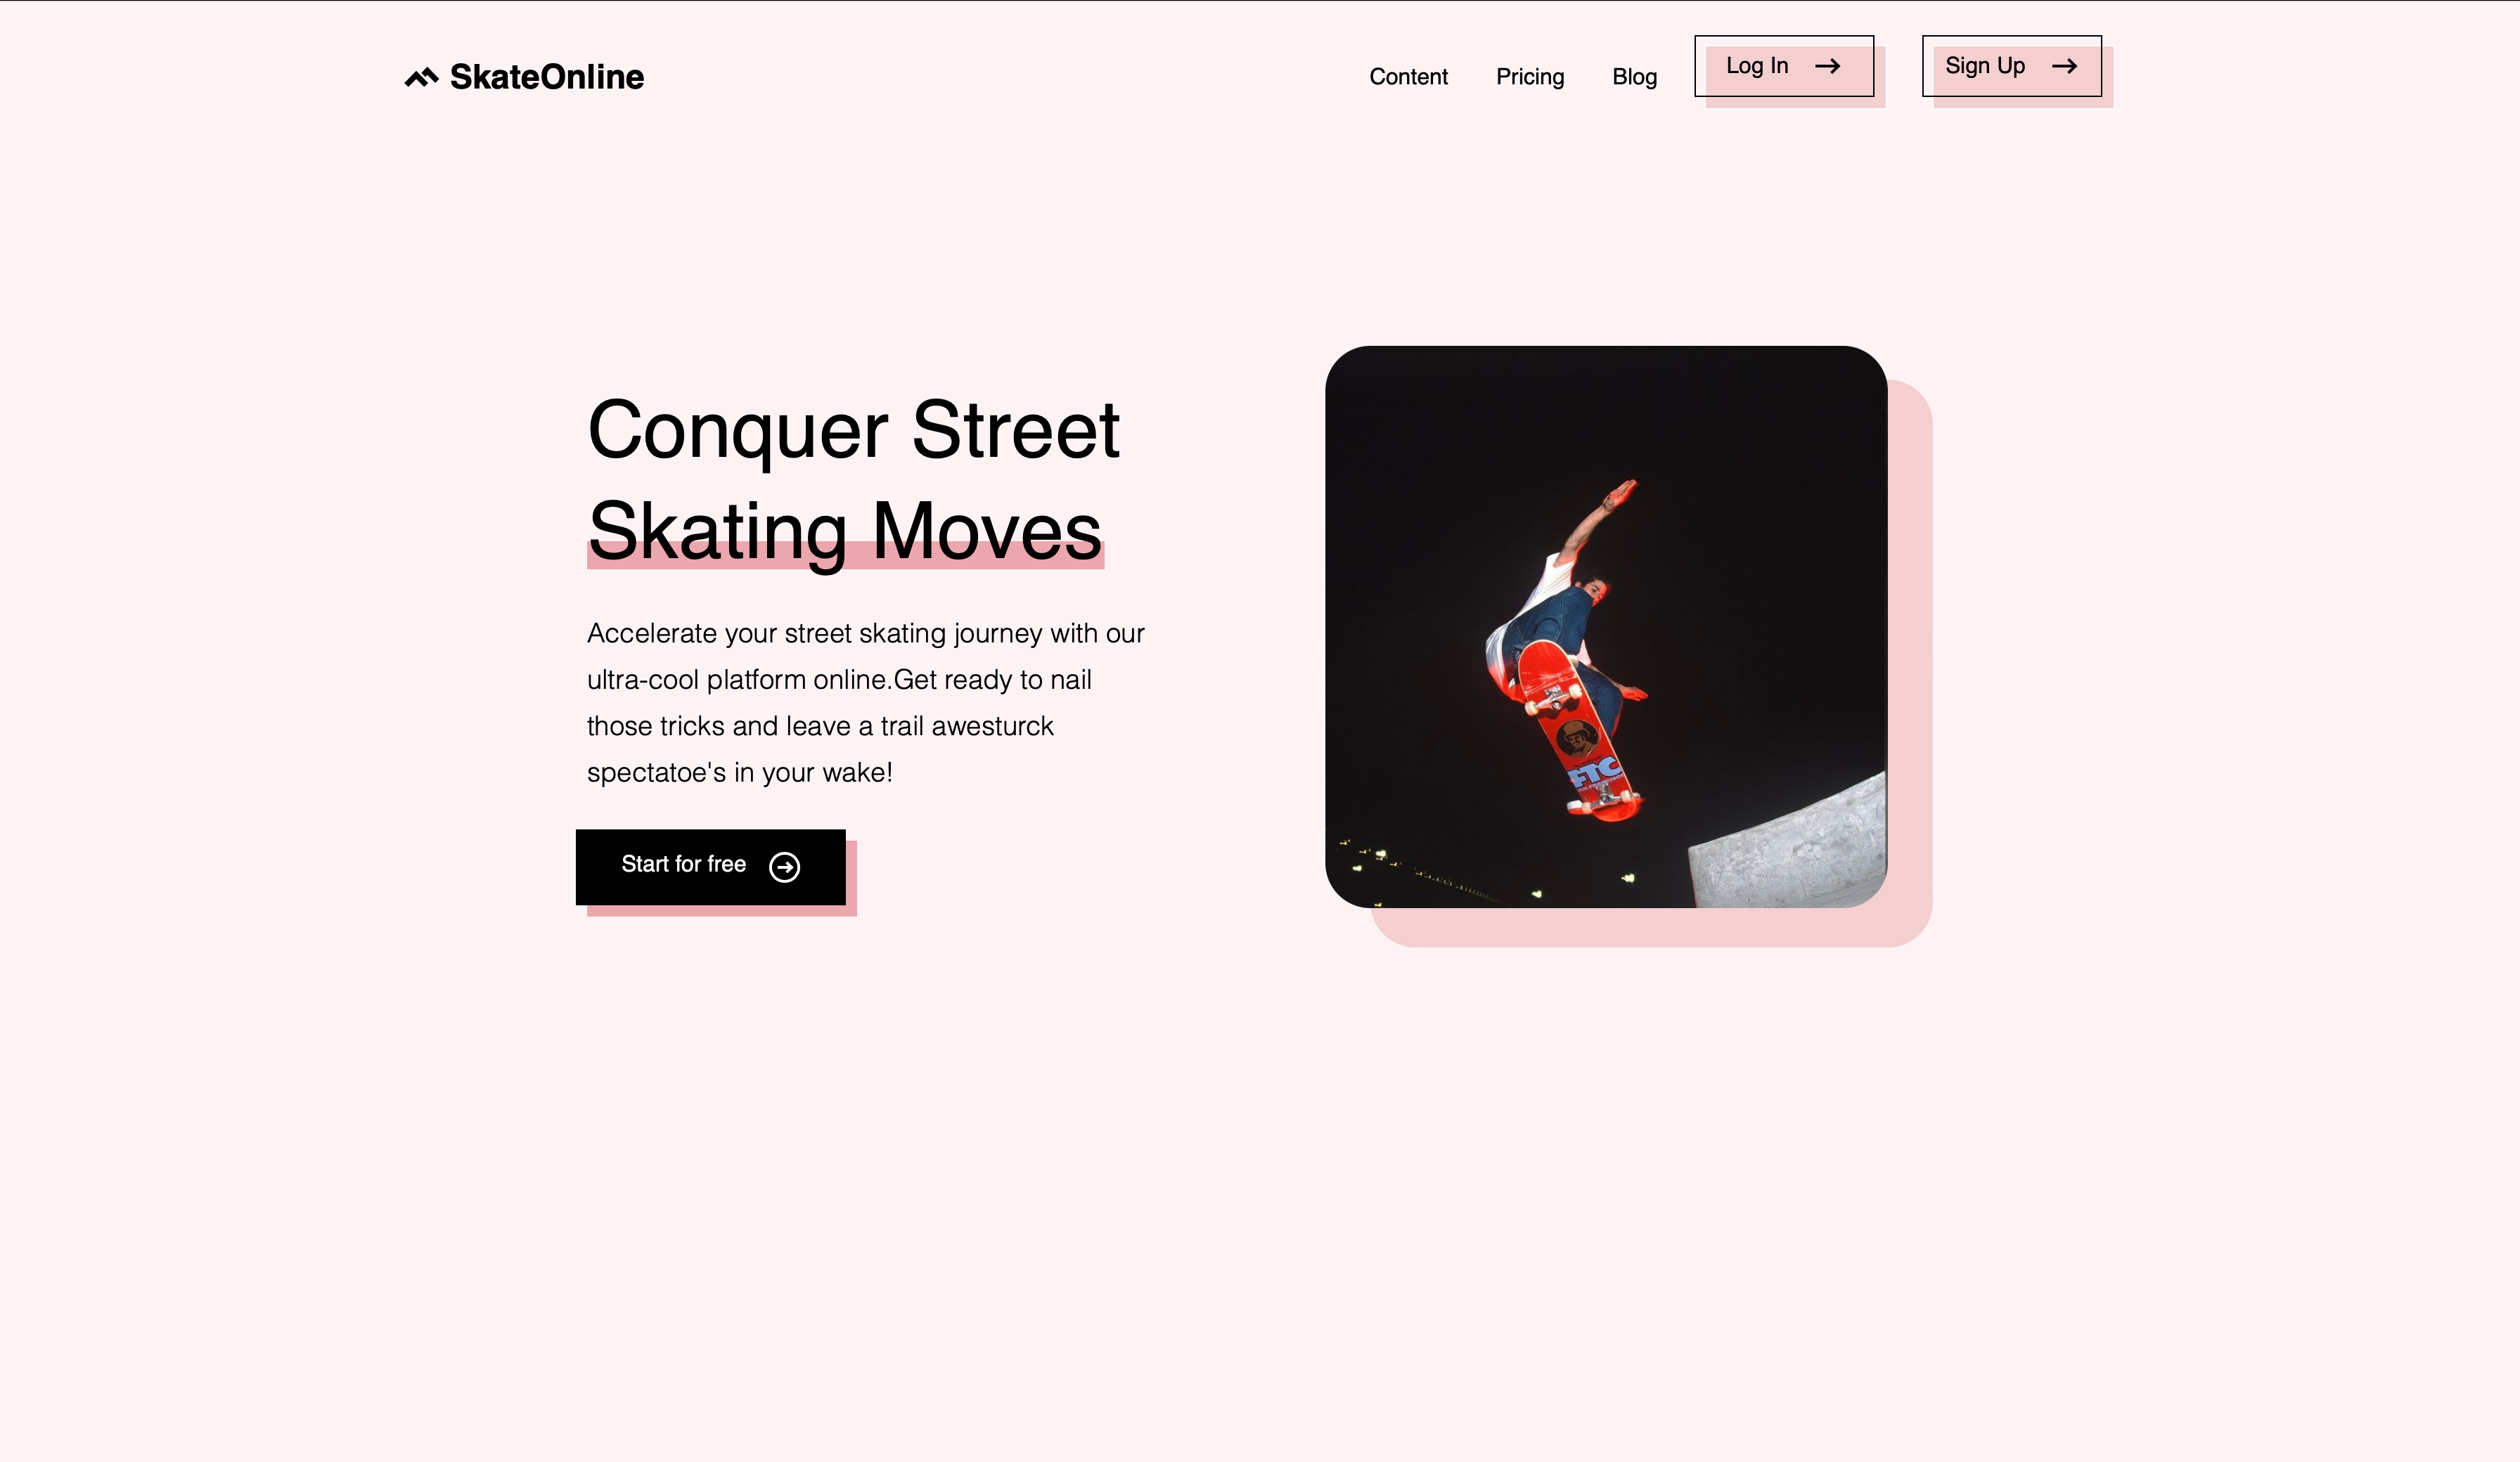 SkateOnline
Content
Pricing
Blog
Log In
Sign Up
Conquer Street
Skating Moves
Accelerate your street skating journey with our
ultra-cool platform online.Get ready to nail
those tricks and leave a trail awesturck
spectatoe's in your wake!
Start for free
FTC